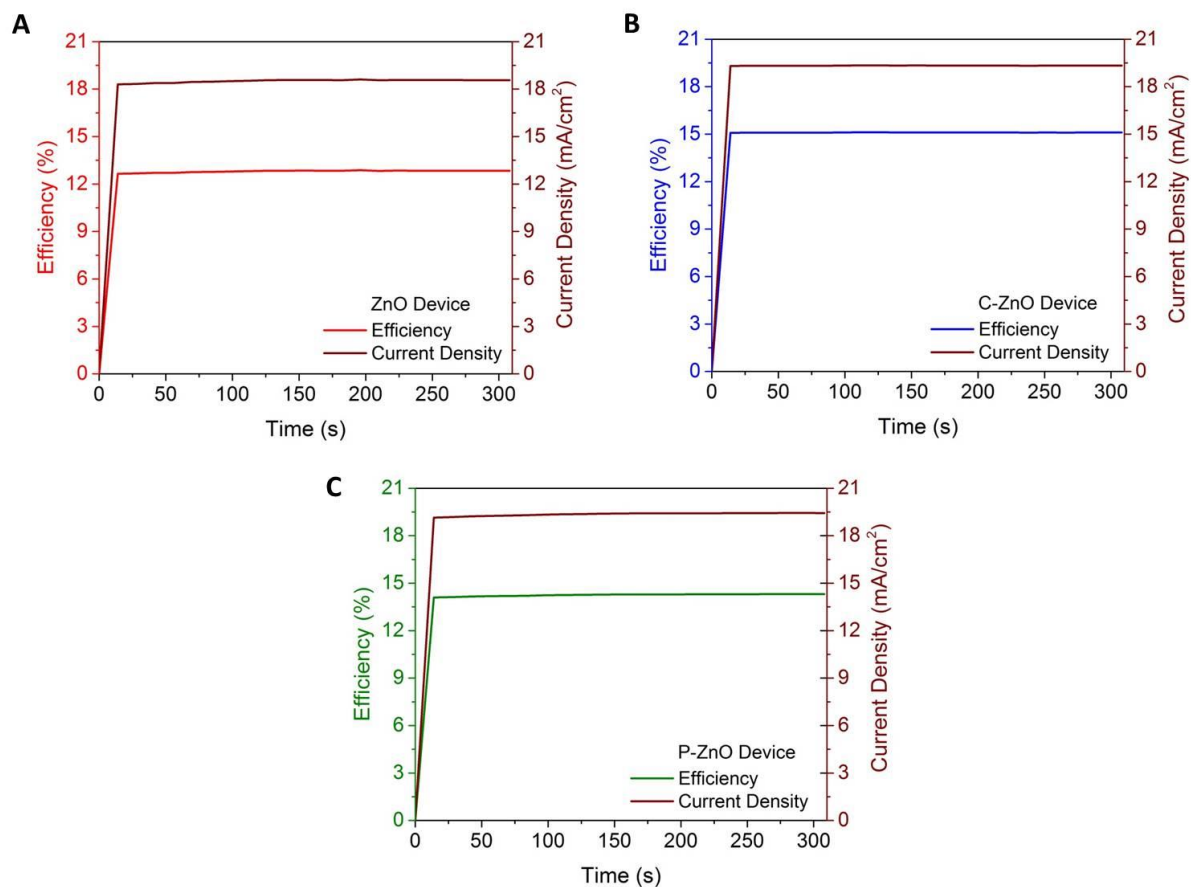 A
Efficiency (%)
21
18
15
12
9
6
3
0
21
18
15
12
9
6
3
0
Current Density (mA/cm²)
ZnO Device
Efficiency
Current Density
0 50 100 150 200 250 300
Time (s)
B
Efficiency (%)
21
18
15
12
9
6
3
0
21
18
15
12
9
6
3
0
Current Density (mA/cm²)
C-ZnO Device
Efficiency
Current Density
0 50 100 150 200 250 300
Time (s)
C
Efficiency (%)
21
18
15
12
9
6
3
0
21
18
15
12
9
6
3
0
Current Density (mA/cm²)
P-ZnO Device
Efficiency
Current Density
0 50 100 150 200 250 300
Time (s)